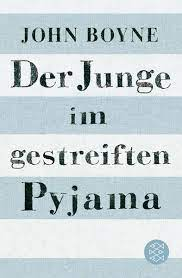 JOHN BOYNE
Der Junge
im
gestreiften
Pyjama